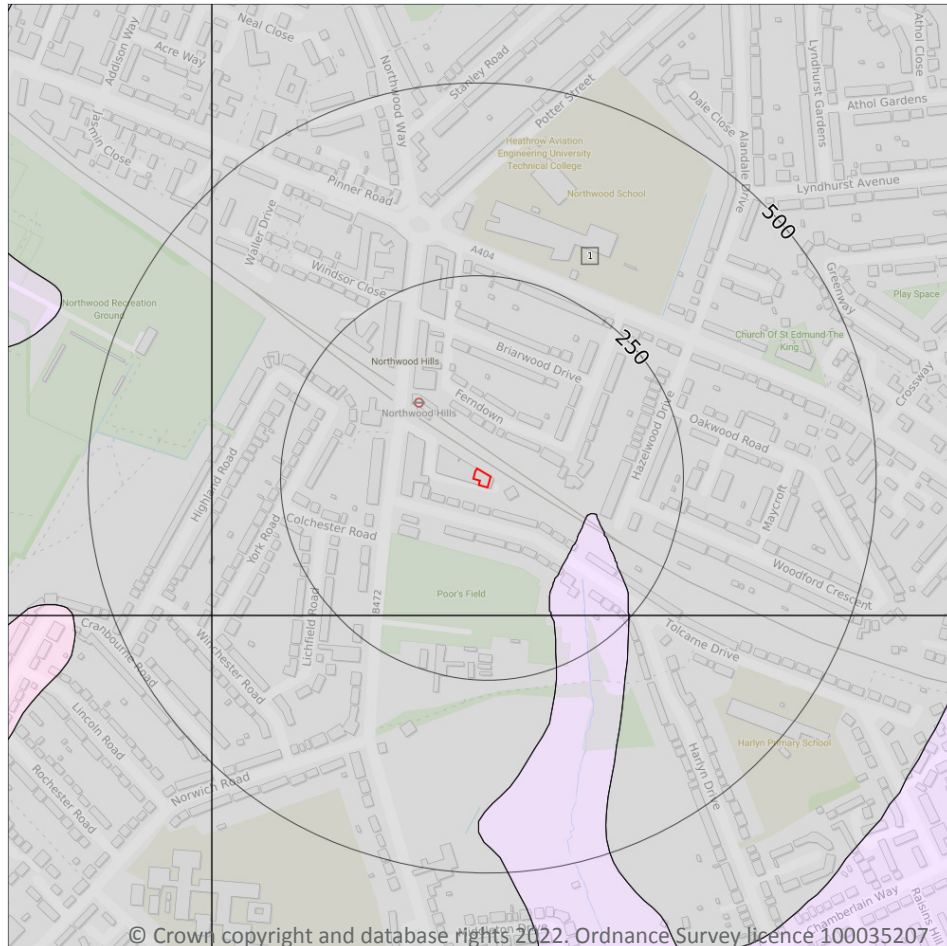 Neal Close
Addison Way
Acre Way
Jasmin Close
Northwood Way
Stanley Road
Potter Street
Dale Close
Alandale Drive
Lyndhurst Gardens
Athol Close
Athol Gardens
Lyndhurst Avenue
Heathrow Aviation
Engineering University
Technical College
Northwood School
Pinner Road
Waller Drive
Windsor Close
A404
1
500
Greenway
Play Space
Northwood Recreation
Ground
250
Church Of St Edmund The
King
Crossway
Briarwood Drive
Northwood Hills
Northwood Hills
Ferndown
Hazelwood Drive
Oakwood Road
Maycroft
Highland Road
York Road
Colchester Road
Woodford Crescent
Poor's Field
B472
Lichfield Road
Cranbourne Road
Winchester Road
Tolcarne Drive
Lincoln Road
Rochester Road
Norwich Road
Harlyn Drive
Harlyn Primary School
Chamberlain Way
© Crown copyright and database rights 2022. Ordnance Survey licence 100035207